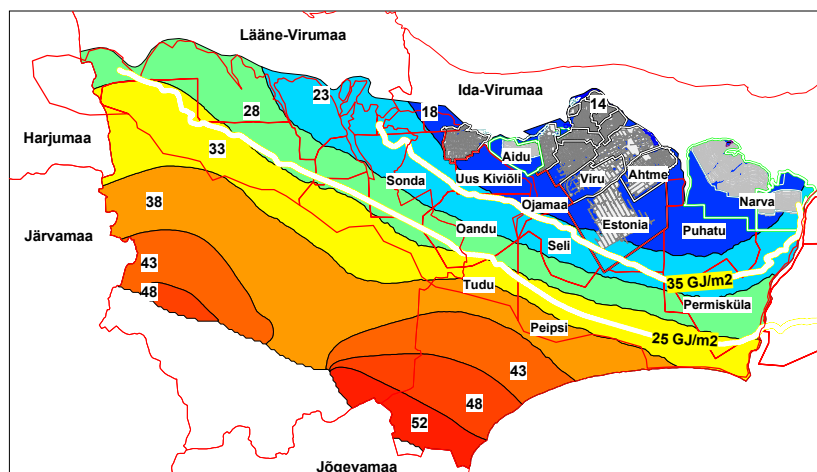 Lääne-Virumaa
Ida-Virumaa
23
14
18
28
Harjumaa
33
Aidu
Uus Kiviõli
Viru
Ahtme
Sonda
38
Ojamaa
Narva
Oandu
Estonia
Puhatu
Järvamaa
Seli
43
35 GJ/m2
48
Tudu
Permisküla
Peipsi
25 GJ/m2
43
48
52
Jõgevamaa